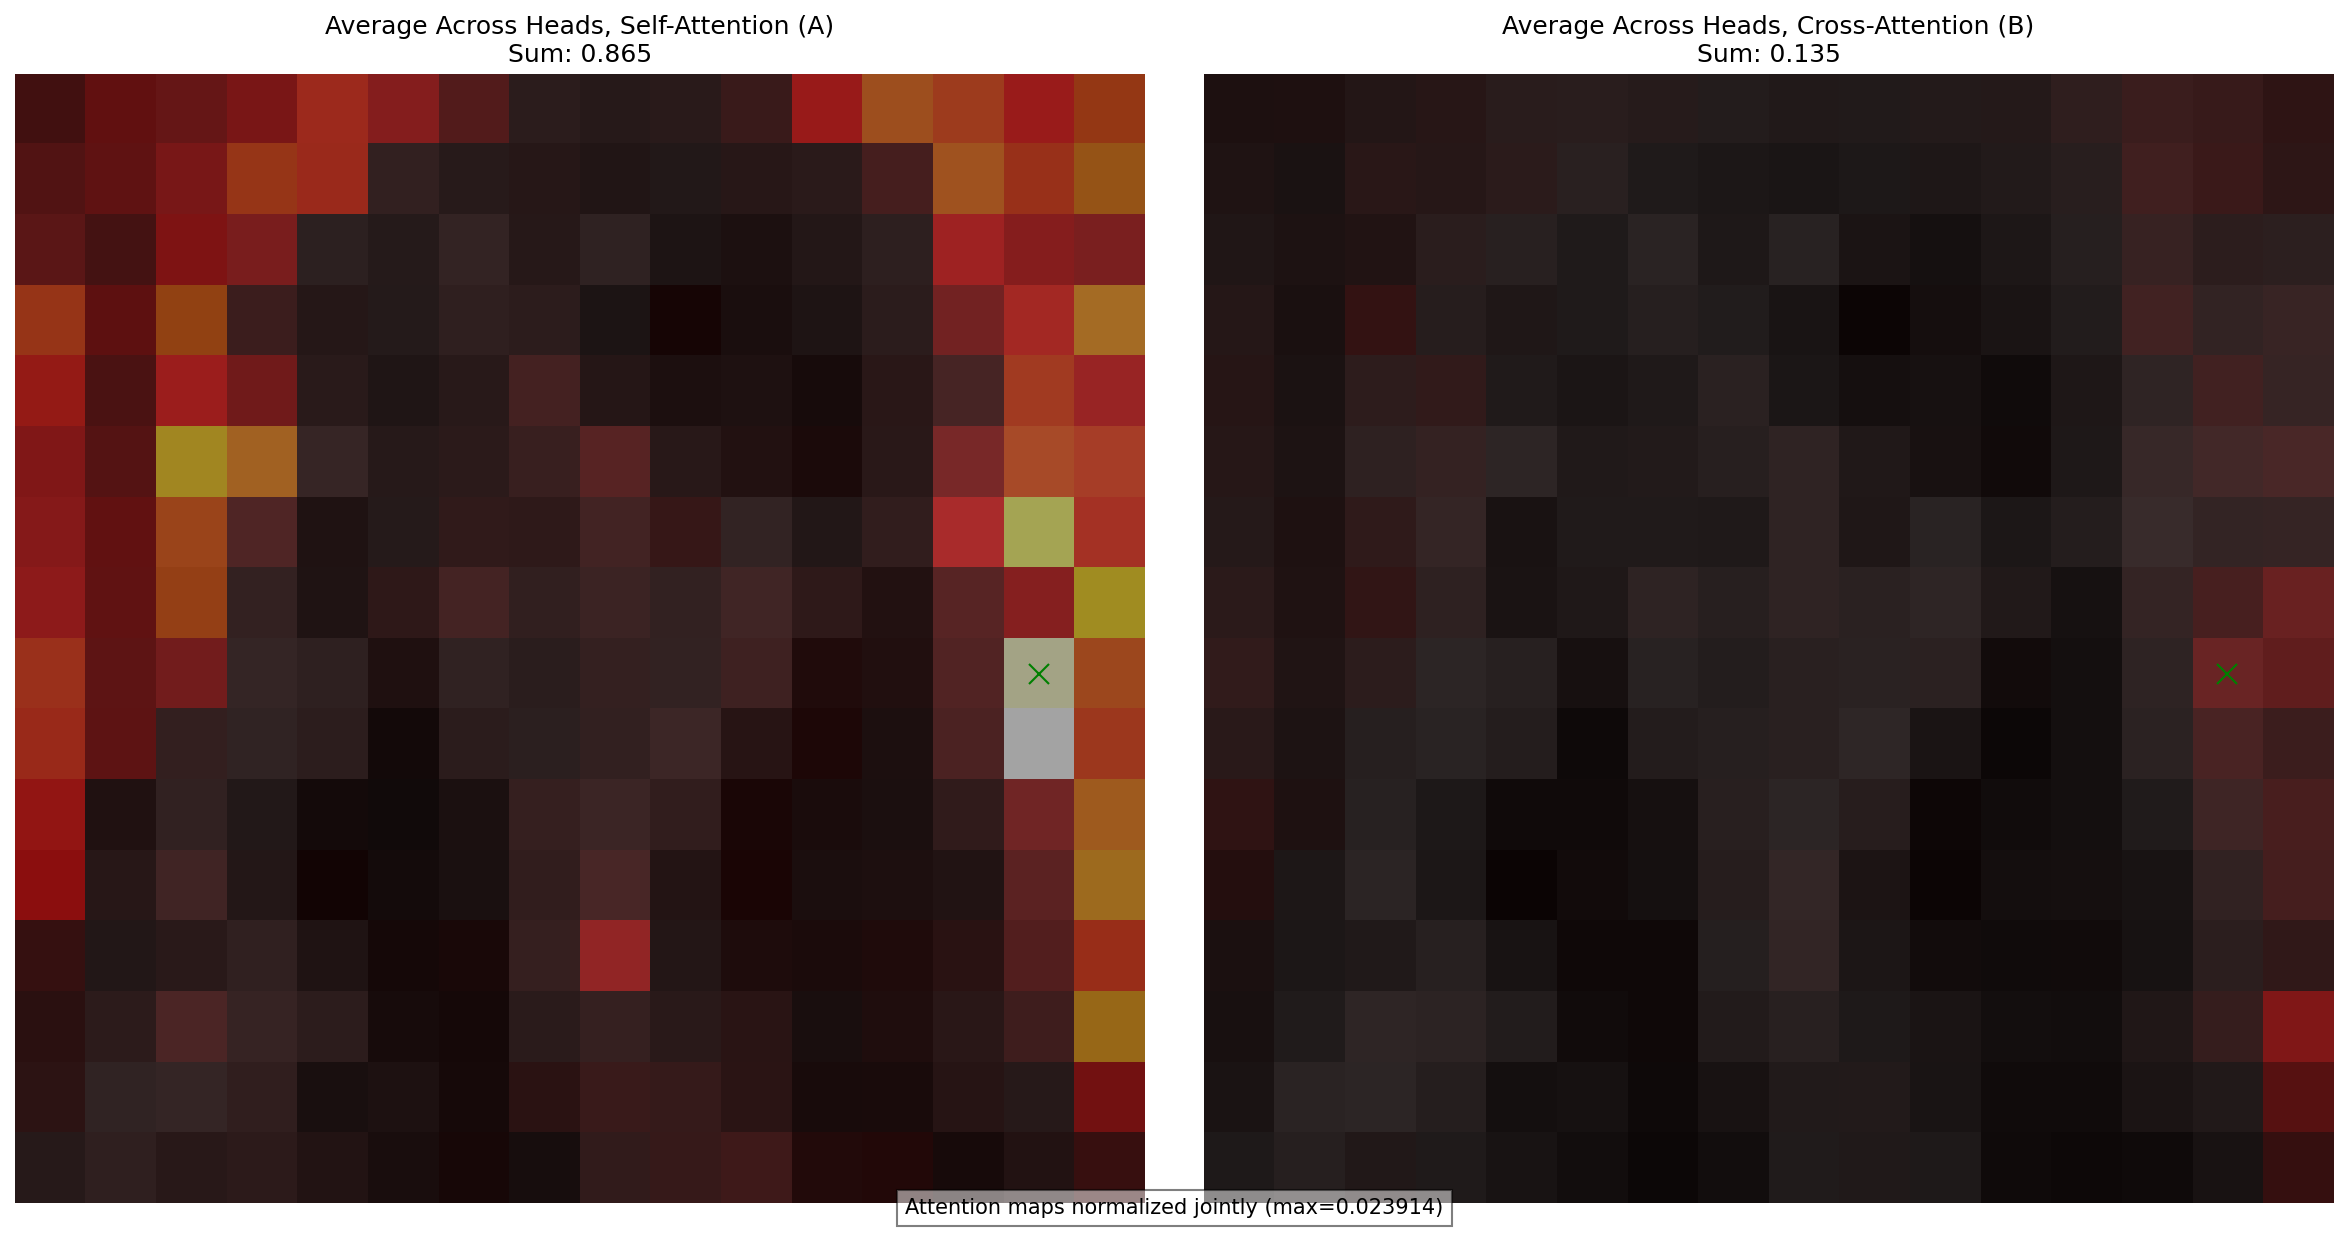 Average Across Heads, Self-Attention (A)
Sum: 0.865
Average Across Heads, Cross-Attention (B)
Sum: 0.135
Attention maps normalized jointly (max=0.023914)